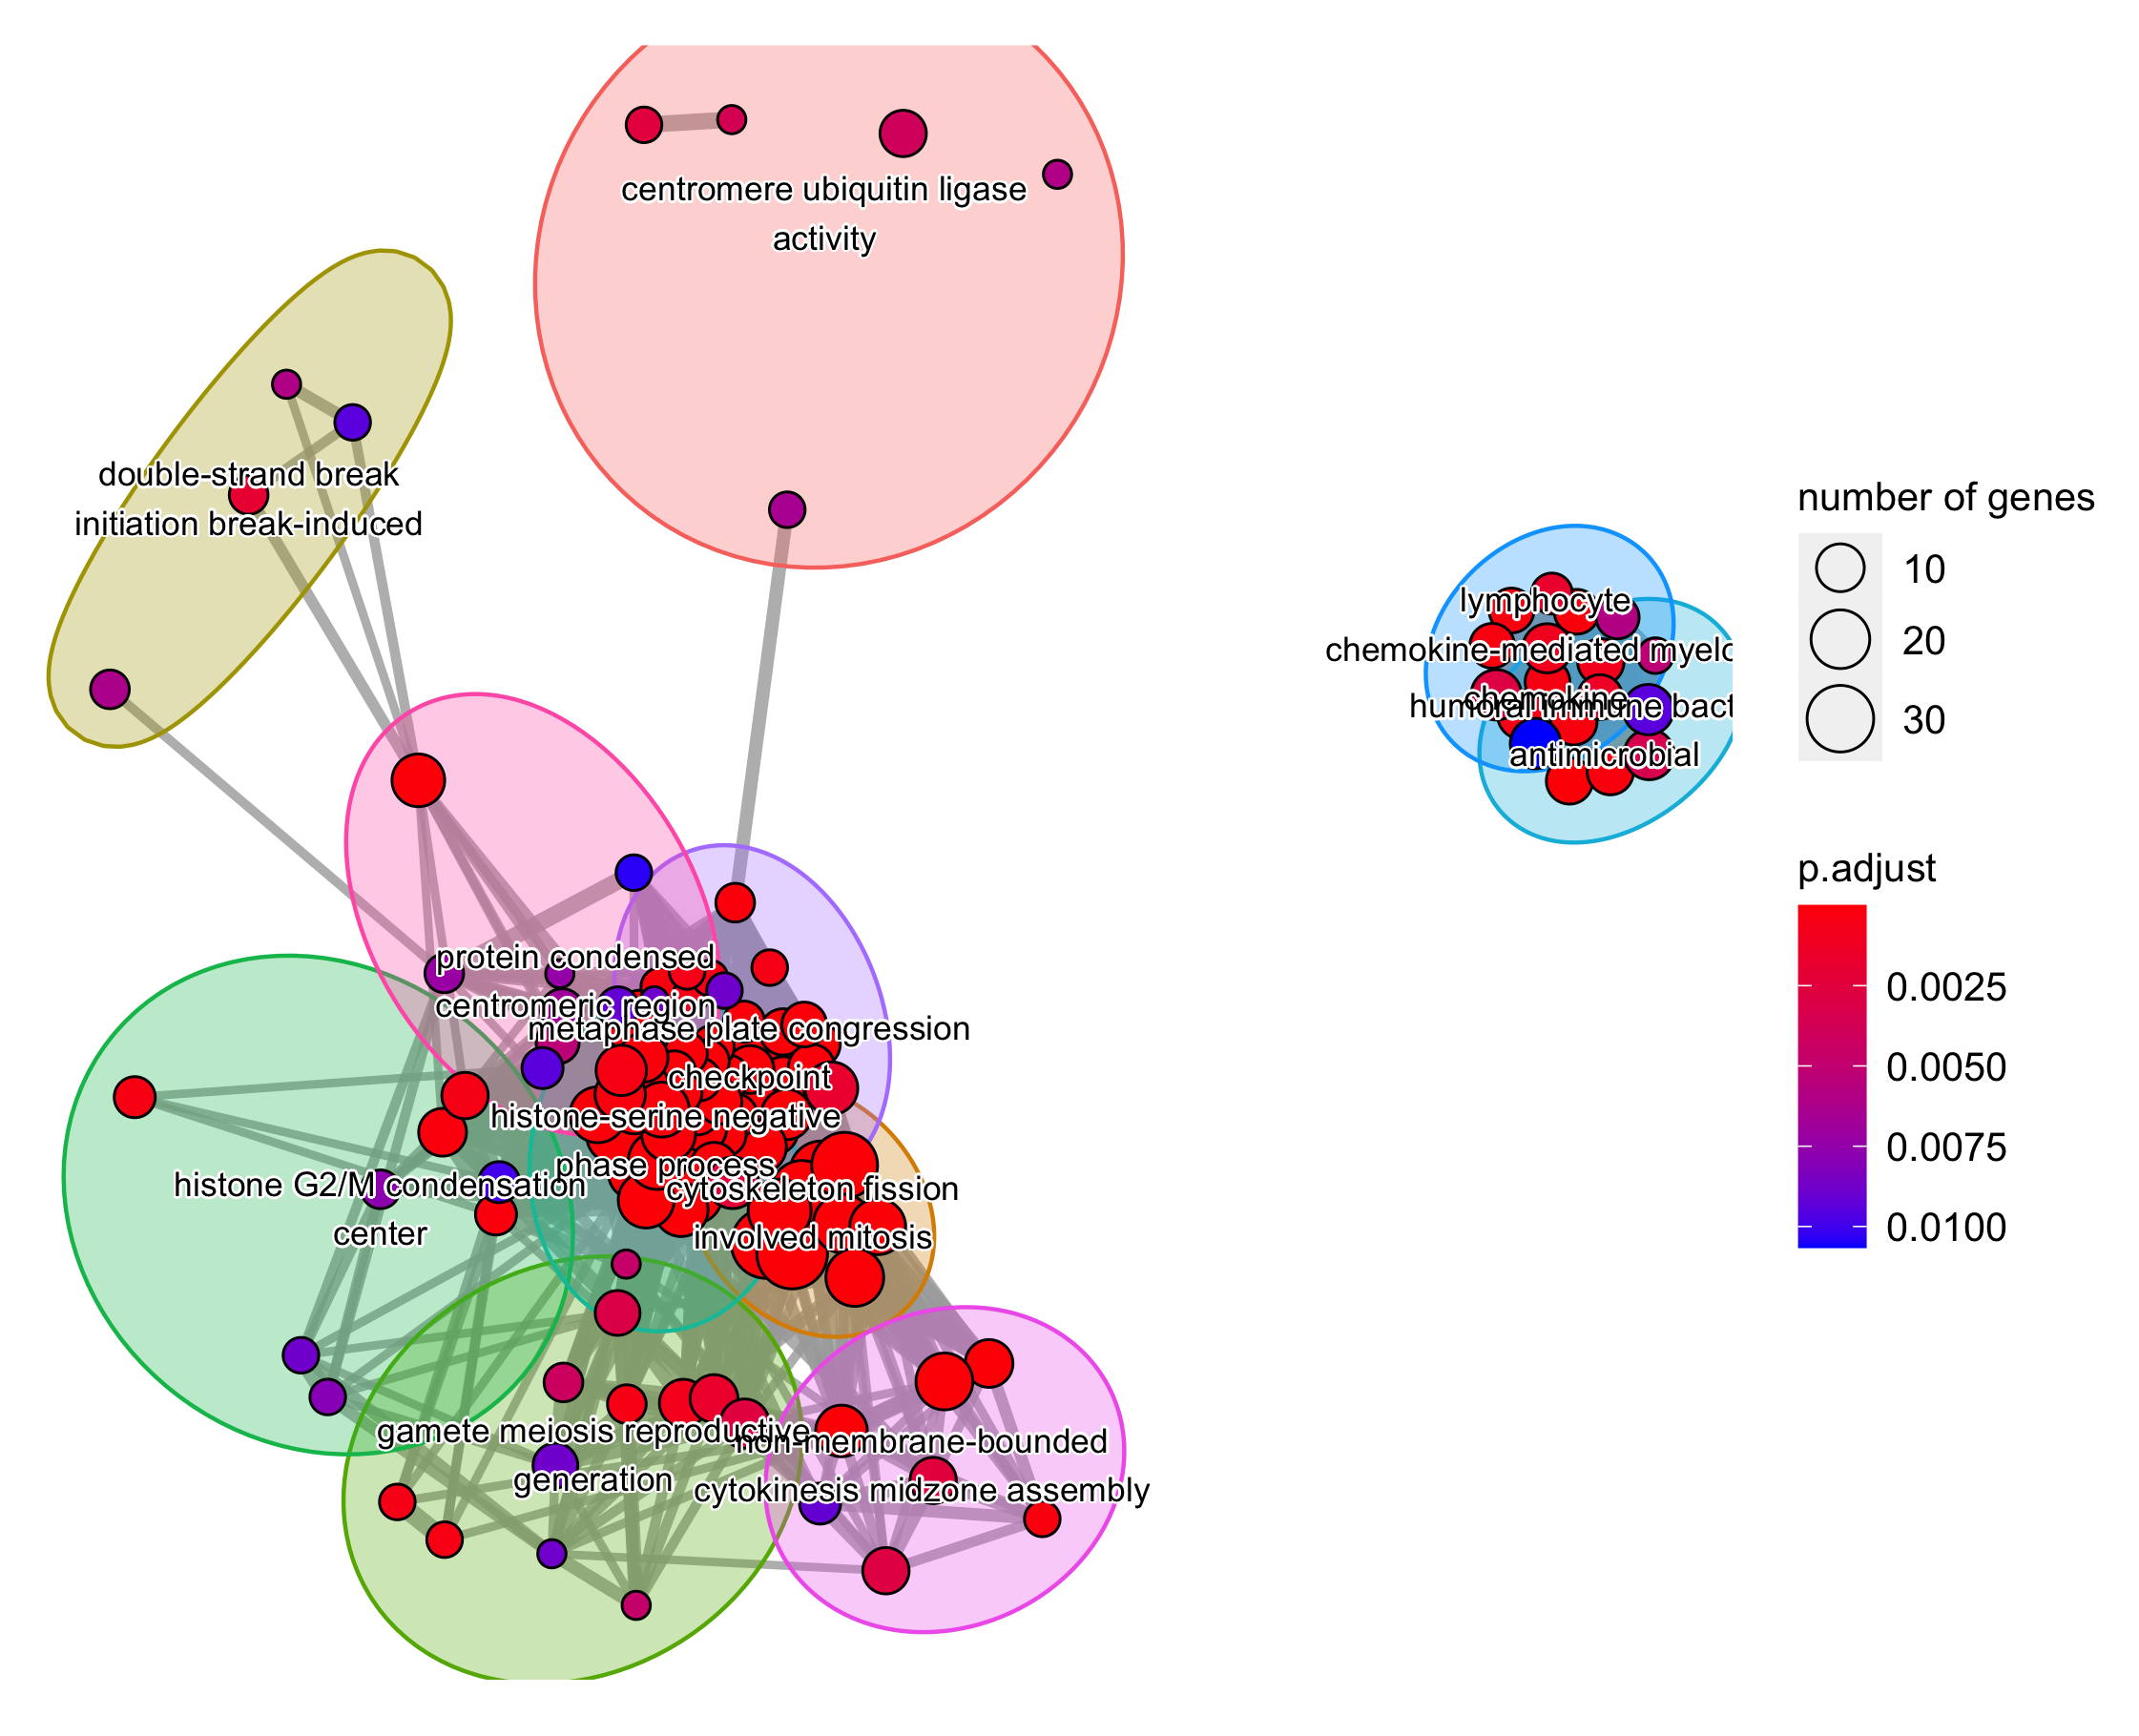 centromere ubiquitin ligase
activity
double-strand break
initiation break-induced
lymphocyte
chemokine-mediated myelo
chemokine
humoral immune bact
antimicrobial
protein condensed
centromeric region
metaphase plate congression
checkpoint
histone-serine negative
phase process
histone G2/M condensation
center
cytoskeleton fission
involved mitosis
gamete meiosis reproductive
generation
non-membrane-bounded
cytokinesis midzone assembly
number of genes
10
20
30
p.adjust
0.0025
0.0050
0.0075
0.0100